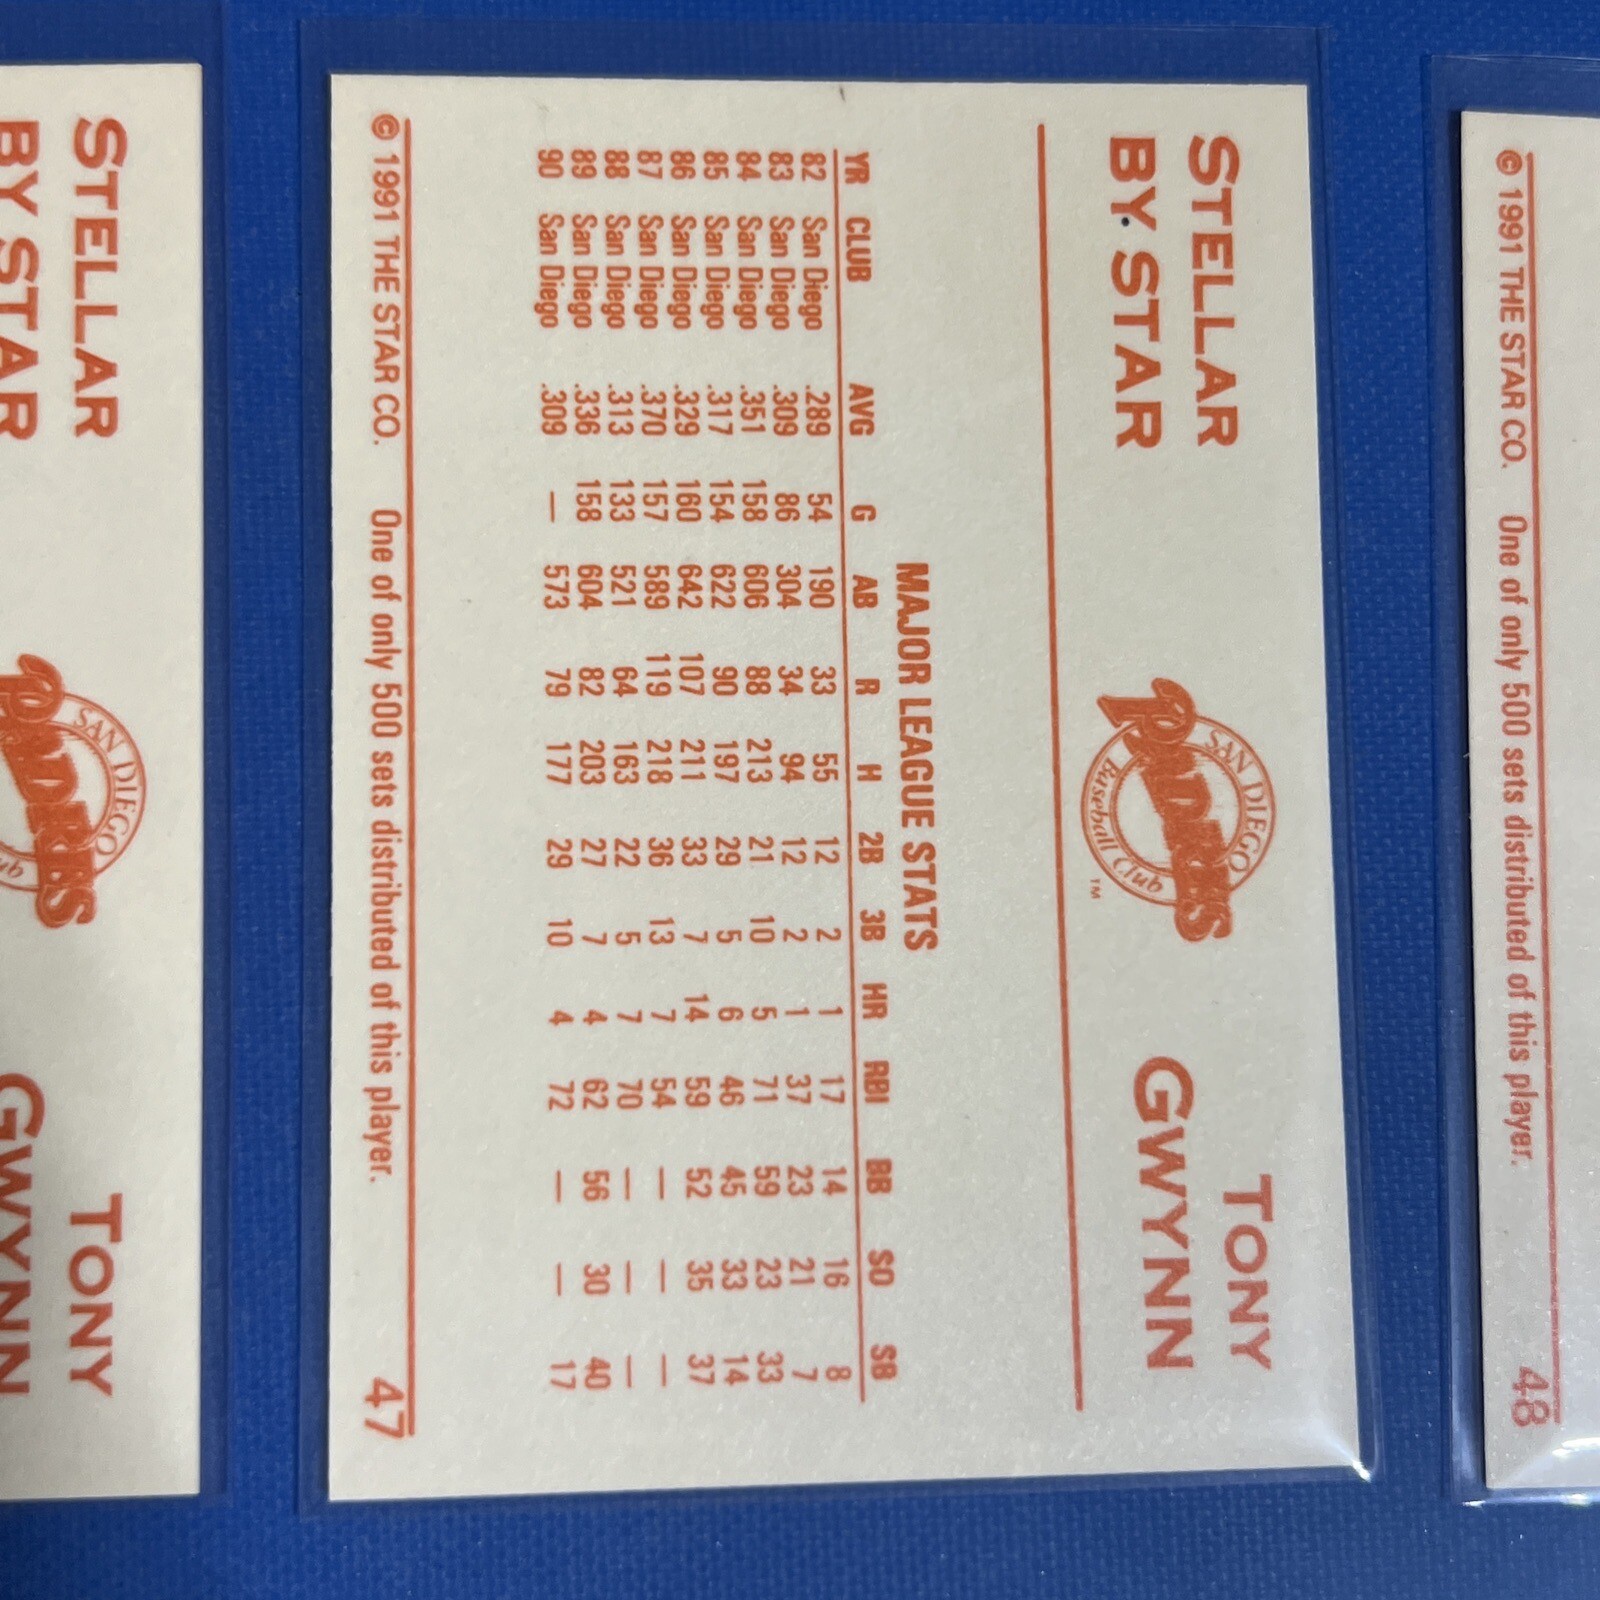 STELLAR
BY STAR
SAN DIEGO
PADRES
TONY
GWYNN
STELLAR
BY STAR
SAN DIEGO
PADRES
Baseball Club
TM
TONY
GWYNN
MAJOR LEAGUE STATS
YR CLUB AVG G AB R H 2B 3B HR RBI BB SO SB
82 San Diego .289 54 190 33 55 12 2 1 17 14 16 8
83 San Diego .309 86 304 34 94 12 2 1 37 23 21 7
84 San Diego .351 158 606 88 213 21 10 5 71 59 23 33
85 San Diego .317 154 622 90 197 29 5 6 46 45 33 14
86 San Diego .329 160 642 107 211 33 7 14 59 52 35 37
87 San Diego .370 157 589 119 218 36 13 7 54 — — —
88 San Diego .313 133 521 64 163 22 5 7 70 — — —
89 San Diego .336 158 604 82 203 27 7 4 62 56 30 40
90 San Diego .309 — 573 79 177 29 10 4 72 — — 17
© 1991 THE STAR CO. One of only 500 sets distributed of this player. 47
© 1991 THE STAR CO. One of only 500 sets distributed of this player. 48